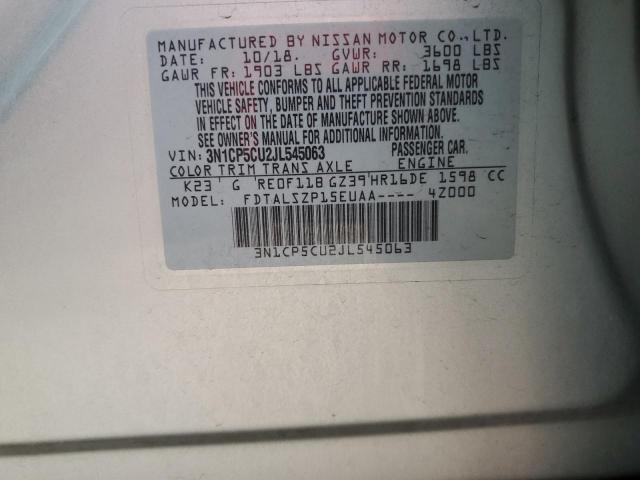 MANUFACTURED BY NISSAN MOTOR CO.,LTD.
DATE: 10/18. GVWR: 3600 LBS
GAWR FR: 1903 LBS GAWR RR: 1698 LBS
THIS VEHICLE CONFORMS TO ALL APPLICABLE FEDERAL MOTOR
VEHICLE SAFETY, BUMPER AND THEFT PREVENTION STANDARDS
IN EFFECT ON THE DATE OF MANUFACTURE SHOWN ABOVE.
SEE OWNER'S MANUAL FOR ADDITIONAL INFORMATION.
VIN: 3N1CP5CU2JL545063 PASSENGER CAR.
COLOR TRIM TRANS AXLE ENGINE
K23 G RE0F11B GZ39 HR16DE 1598 CC
MODEL: FDTALSZP15EUAA---- 4Z000
3N1CP5CU2JL545063